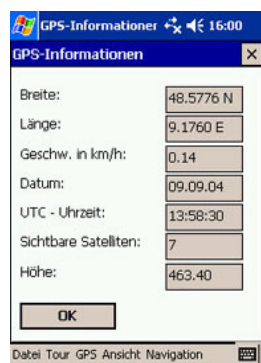 GPS-Informationer 16:00
GPS-Informationen
Breite: 48.5776 N
Länge: 9.1760 E
Geschw. in km/h: 0.14
Datum: 09.09.04
UTC - Uhrzeit: 13:58:30
Sichtbare Satelliten: 7
Höhe: 463.40
OK
Datei Tour GPS Ansicht Navigation